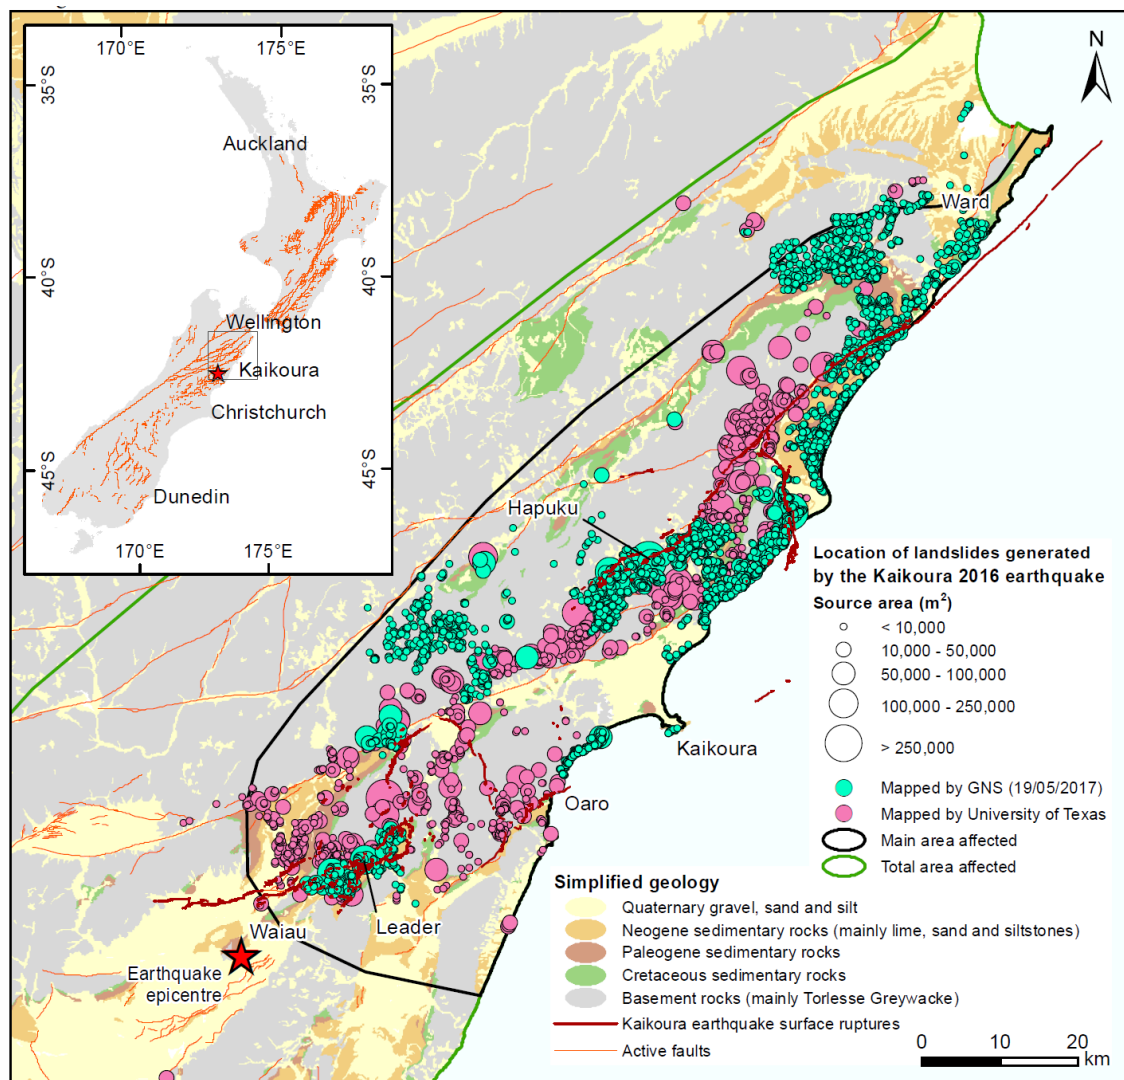 170°E
175°E
35°S
35°S
Auckland
40°S
40°S
Wellington
Kaikoura
Christchurch
45°S
45°S
Dunedin
170°E
175°E
N
Ward
Hapuku
Kaikoura
Oaro
Leader
Waiau
Earthquake
epicentre
Location of landslides generated
by the Kaikoura 2016 earthquake
Source area (m²)
< 10,000
10,000 - 50,000
50,000 - 100,000
100,000 - 250,000
> 250,000
Mapped by GNS (19/05/2017)
Mapped by University of Texas
Main area affected
Total area affected
Simplified geology
Quaternary gravel, sand and silt
Neogene sedimentary rocks (mainly lime, sand and siltstones)
Paleogene sedimentary rocks
Cretaceous sedimentary rocks
Basement rocks (mainly Torlesse Greywacke)
Kaikoura earthquake surface ruptures
Active faults
0 10 20
km